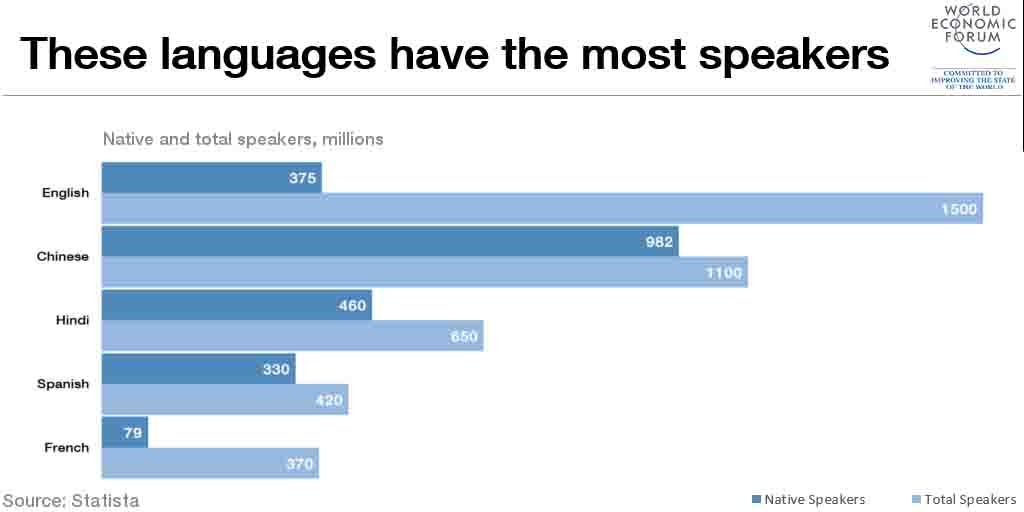 WORLD
ECONOMIC
FORUM
COMMITTED TO
IMPROVING THE STATE
OF THE WORLD
These languages have the most speakers
Native and total speakers, millions
English
375
1500
Chinese
982
1100
Hindi
460
650
Spanish
330
420
French
79
370
Source: Statista
Native Speakers
Total Speakers